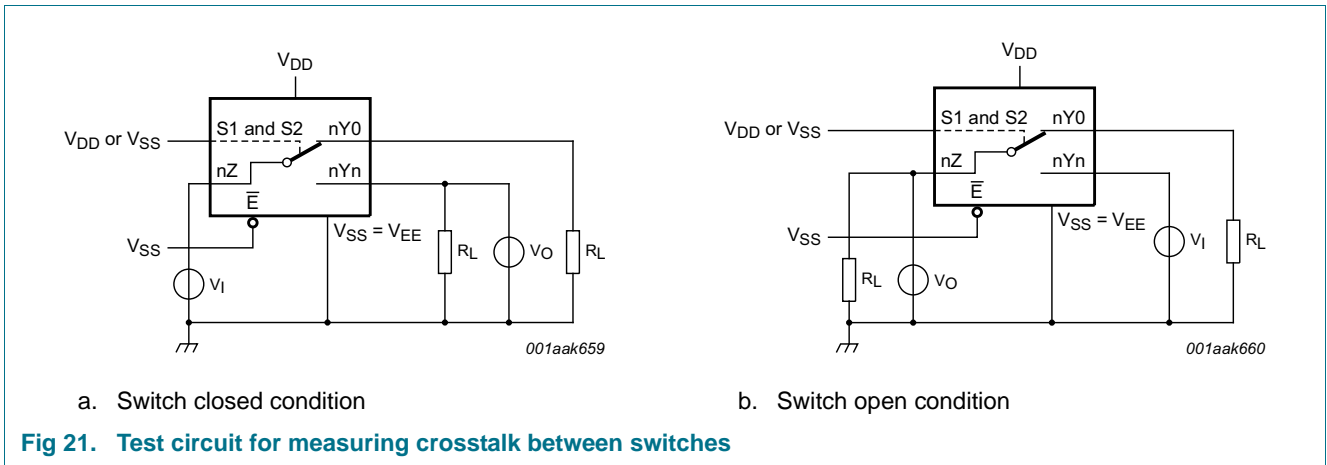 VDD
S1 and S2 nY0
VDD or VSS
nZ nYn
E
VSS = VEE
VSS
RL VO RL
VI
001aak659
a. Switch closed condition
VDD
S1 and S2 nY0
VDD or VSS
nZ nYn
E
VSS = VEE
VSS
VI RL
RL VO
001aak660
b. Switch open condition
Fig 21. Test circuit for measuring crosstalk between switches